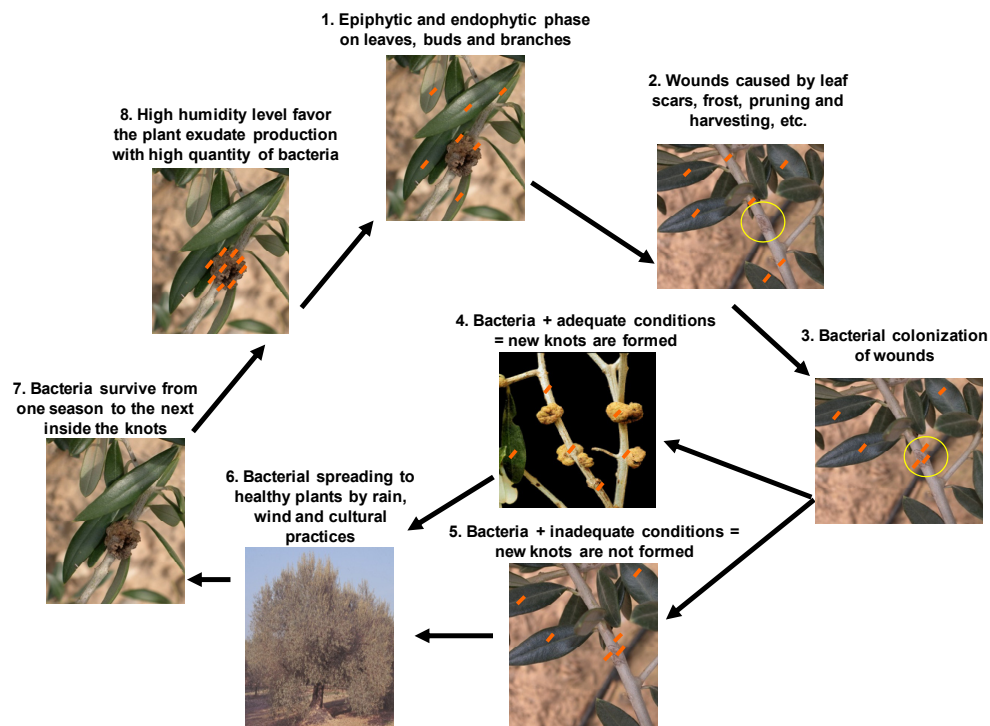 1. Epiphytic and endophytic phase
on leaves, buds and branches
2. Wounds caused by leaf
scars, frost, pruning and
harvesting, etc.
3. Bacterial colonization
of wounds
4. Bacteria + adequate conditions
= new knots are formed
5. Bacteria + inadequate conditions =
new knots are not formed
6. Bacterial spreading to
healthy plants by rain,
wind and cultural
practices
7. Bacteria survive from
one season to the next
inside the knots
8. High humidity level favor
the plant exudate production
with high quantity of bacteria